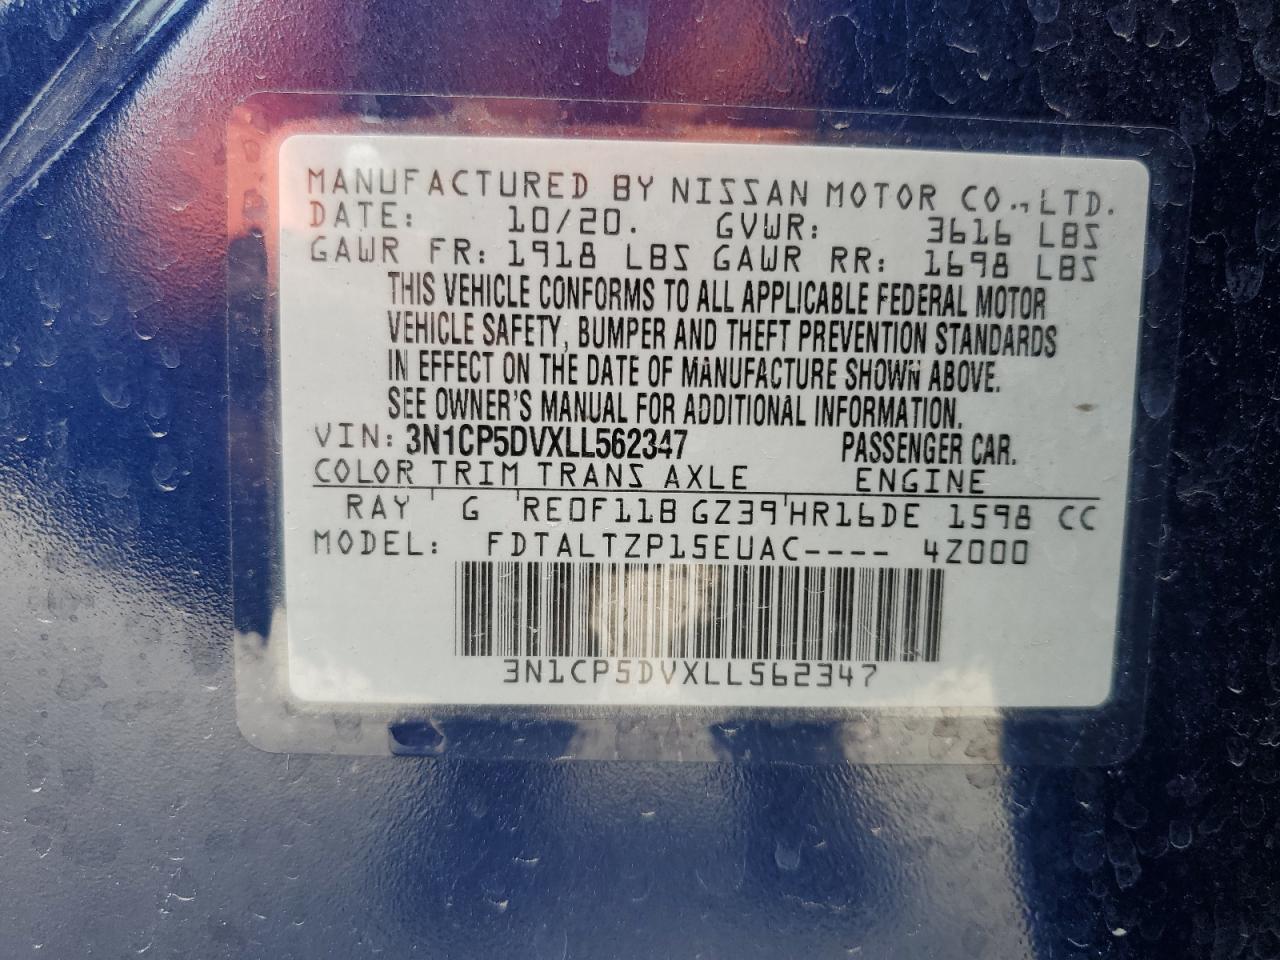 MANUFACTURED BY NISSAN MOTOR CO., LTD.
DATE: 10/20. GVWR: 3616 LBS
GAWR FR: 1918 LBS GAWR RR: 1698 LBS
THIS VEHICLE CONFORMS TO ALL APPLICABLE FEDERAL MOTOR
VEHICLE SAFETY, BUMPER AND THEFT PREVENTION STANDARDS
IN EFFECT ON THE DATE OF MANUFACTURE SHOWN ABOVE.
SEE OWNER'S MANUAL FOR ADDITIONAL INFORMATION.
VIN: 3N1CP5DVXLL562347 PASSENGER CAR.
COLOR TRIM TRANS AXLE ENGINE
RAY ' G 'RE0F11B GZ39'HR16DE 1598 CC
MODEL: FDTALTZP15EUAC---- 4Z000
3N1CP5DVXLL562347